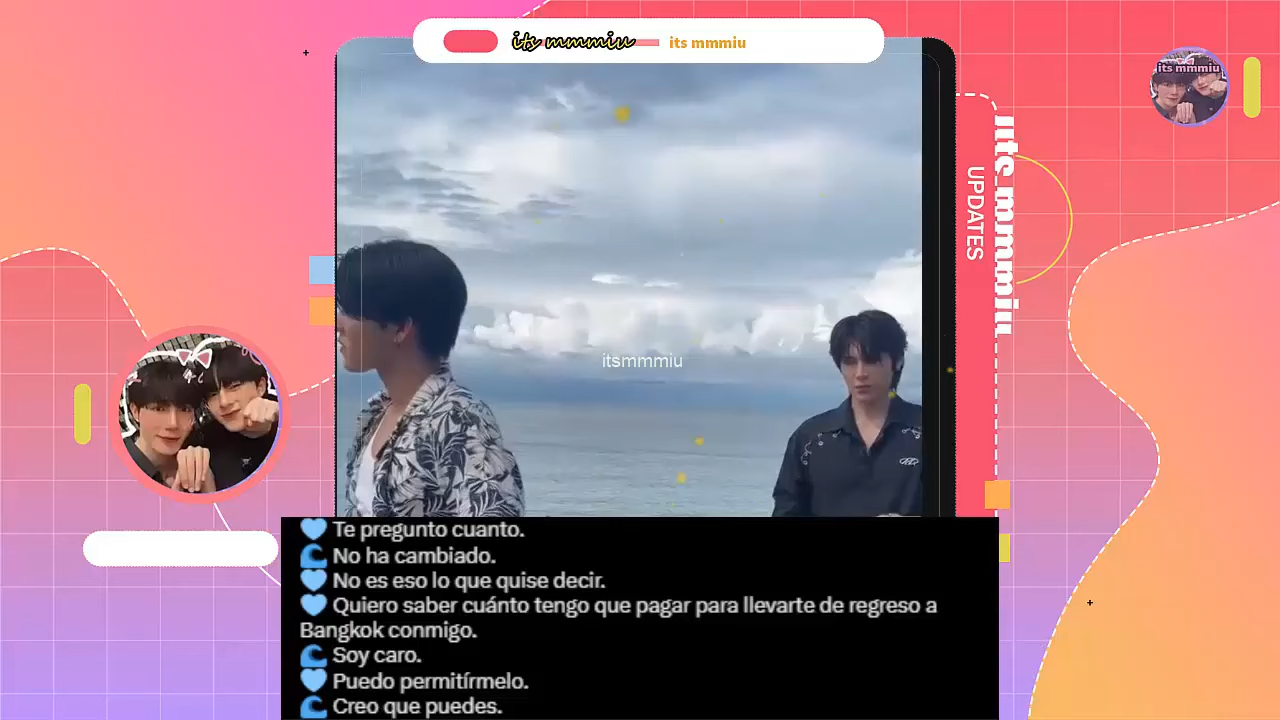 its mmmiu its mmmiu
its mmmiu
its mmmiu
UPDATES
itsmmmiu
💙 Te pregunto cuanto.
🌊 No ha cambiado.
💙 No es eso lo que quise decir.
💙 Quiero saber cuánto tengo que pagar para llevarte de regreso a
Bangkok conmigo.
🌊 Soy caro.
💙 Puedo permitírmelo.
🌊 Creo que puedes.